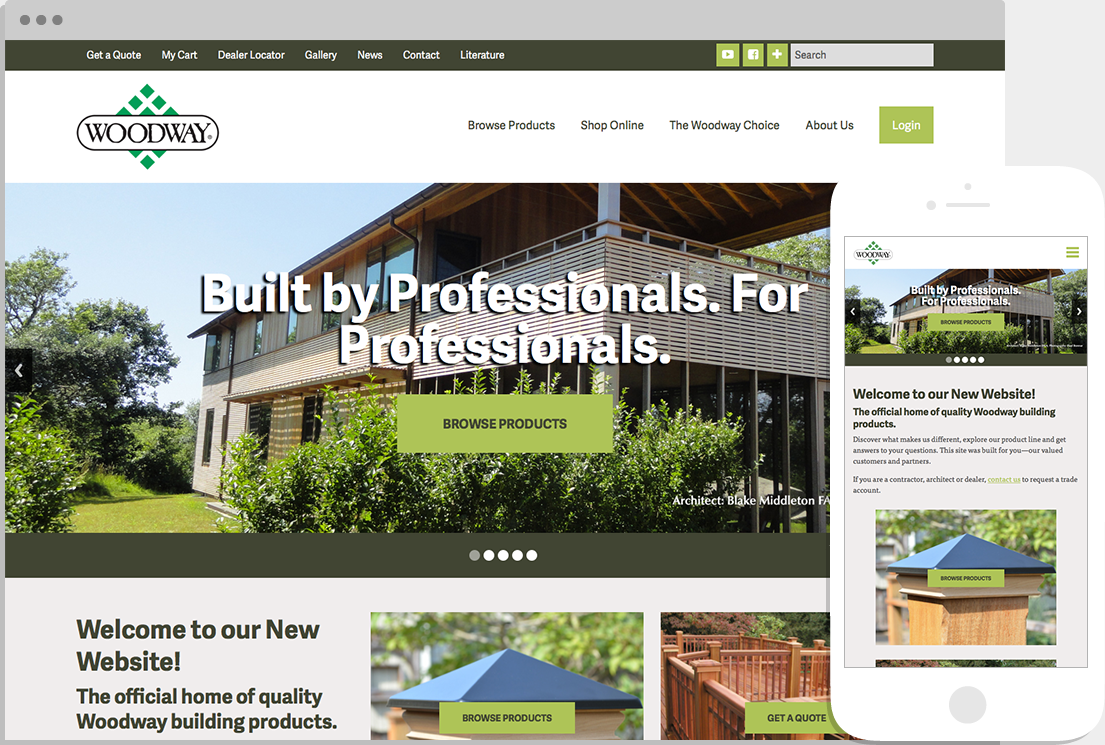 Get a Quote My Cart Dealer Locator Gallery News Contact Literature Search
WOODWAY®
Browse Products Shop Online The Woodway Choice About Us Login
Built by Professionals. For
Professionals.
BROWSE PRODUCTS
Architect: Blake Middleton FA
Welcome to our New
Website!
The official home of quality
Woodway building products.
BROWSE PRODUCTS
GET A QUOTE
WOODWAY
Built by Professionals.
For Professionals.
BROWSE PRODUCTS
Welcome to our New Website!
The official home of quality Woodway building
products.
Discover what makes us different, explore our product line and get
answers to your questions. This site was built for you—our valued
customers and partners.
If you are a contractor, architect or dealer, contact us to request a trade
account.
BROWSE PRODUCTS